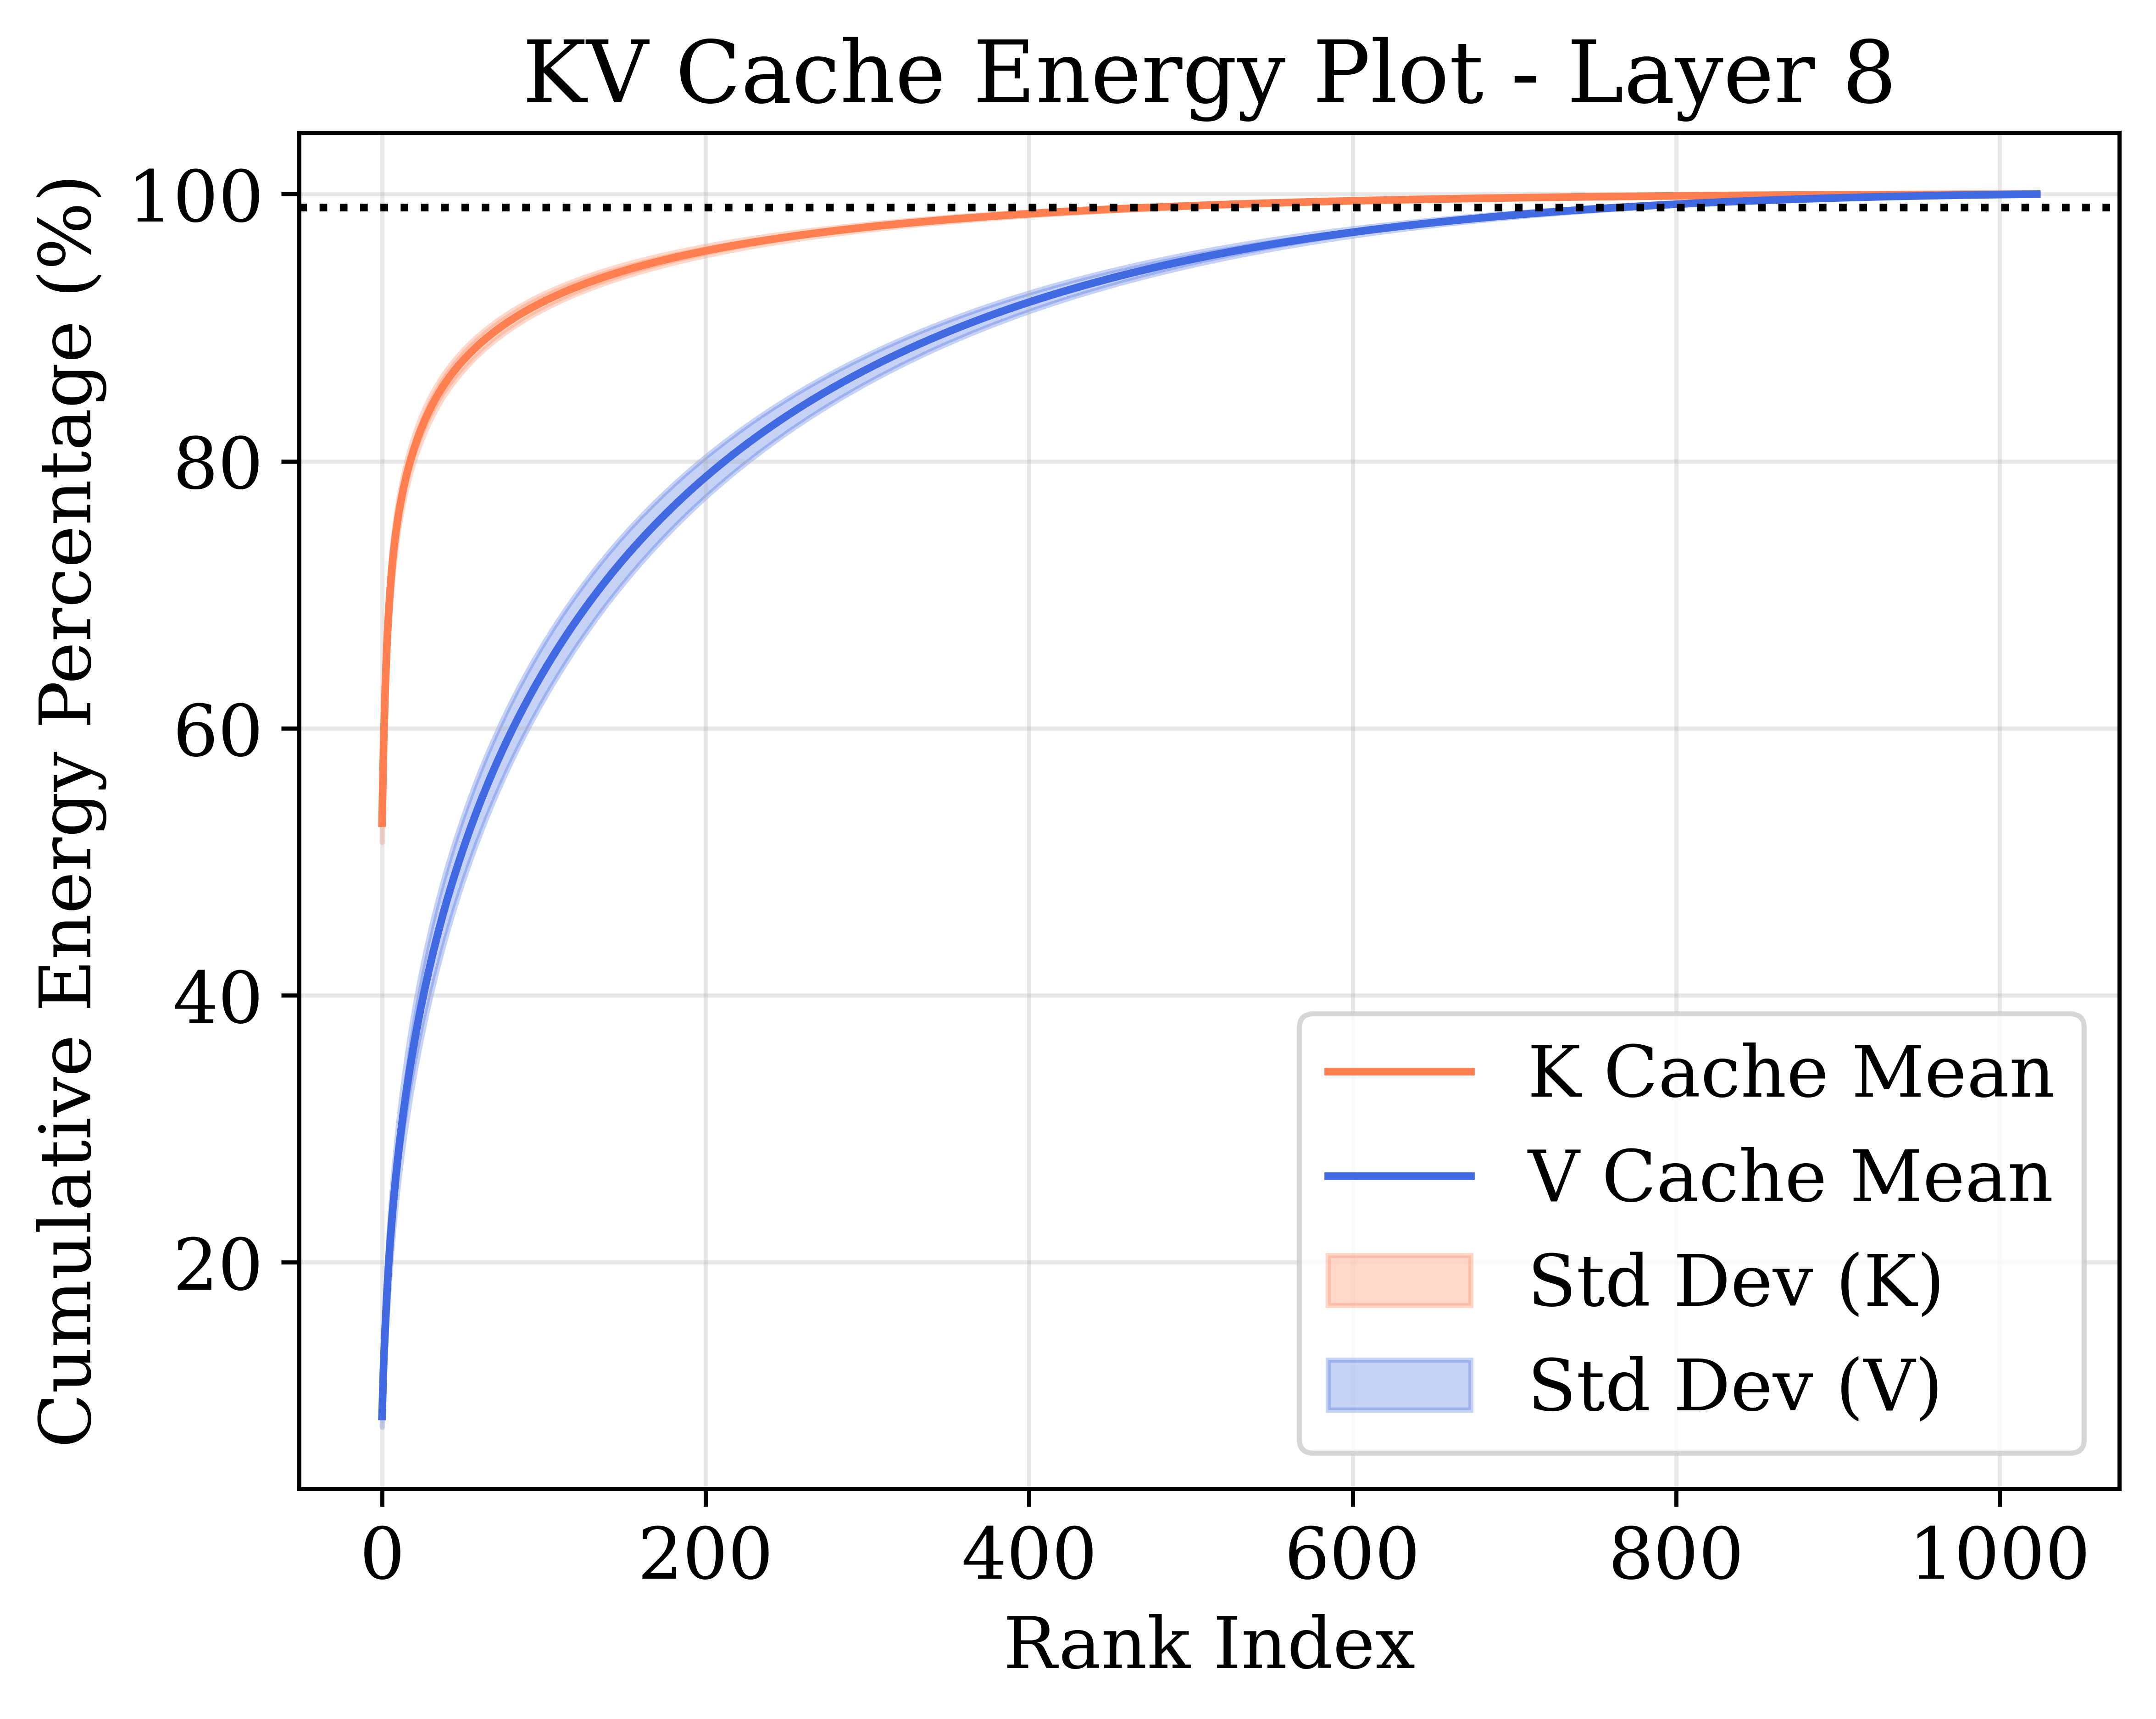 KV Cache Energy Plot - Layer 8
Cumulative Energy Percentage (%)
100
80
60
40
20
K Cache Mean
V Cache Mean
Std Dev (K)
Std Dev (V)
0 200 400 600 800 1000
Rank Index